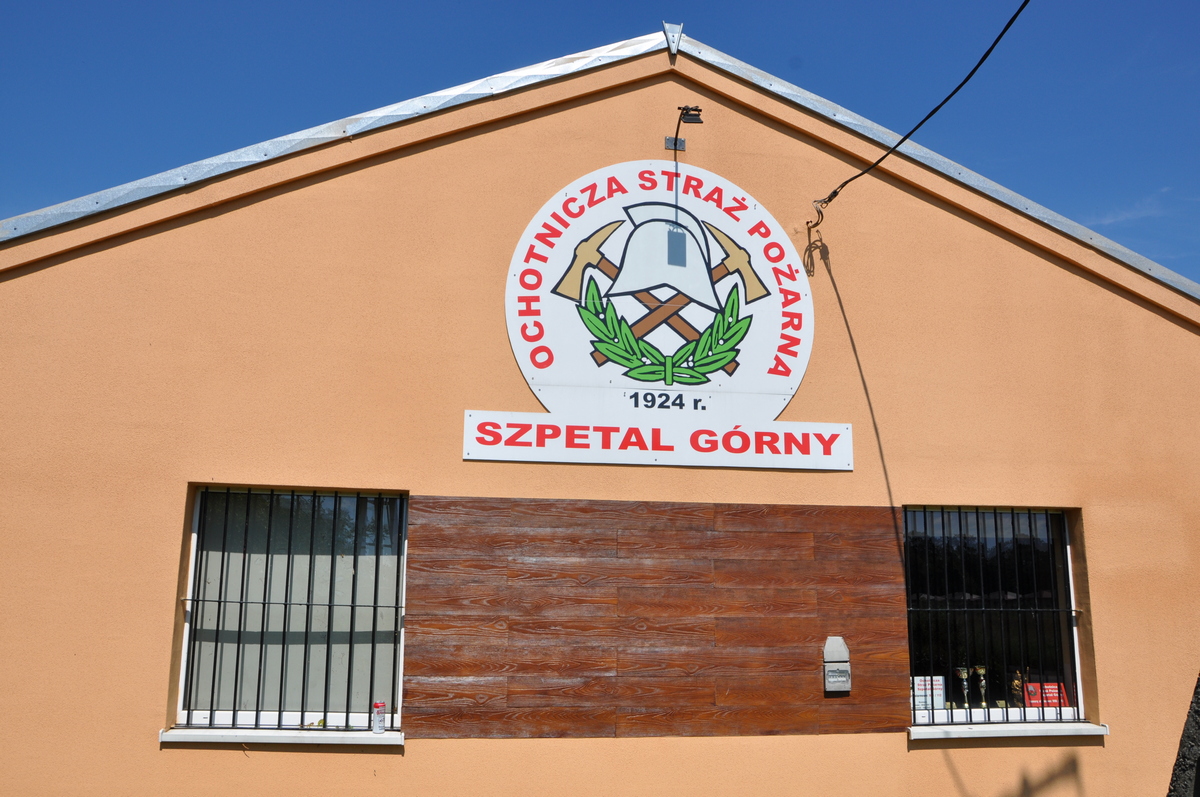 OCHOTNICZA STRAŻ POŻARNA
1924 r.
SZPETAL GÓRNY